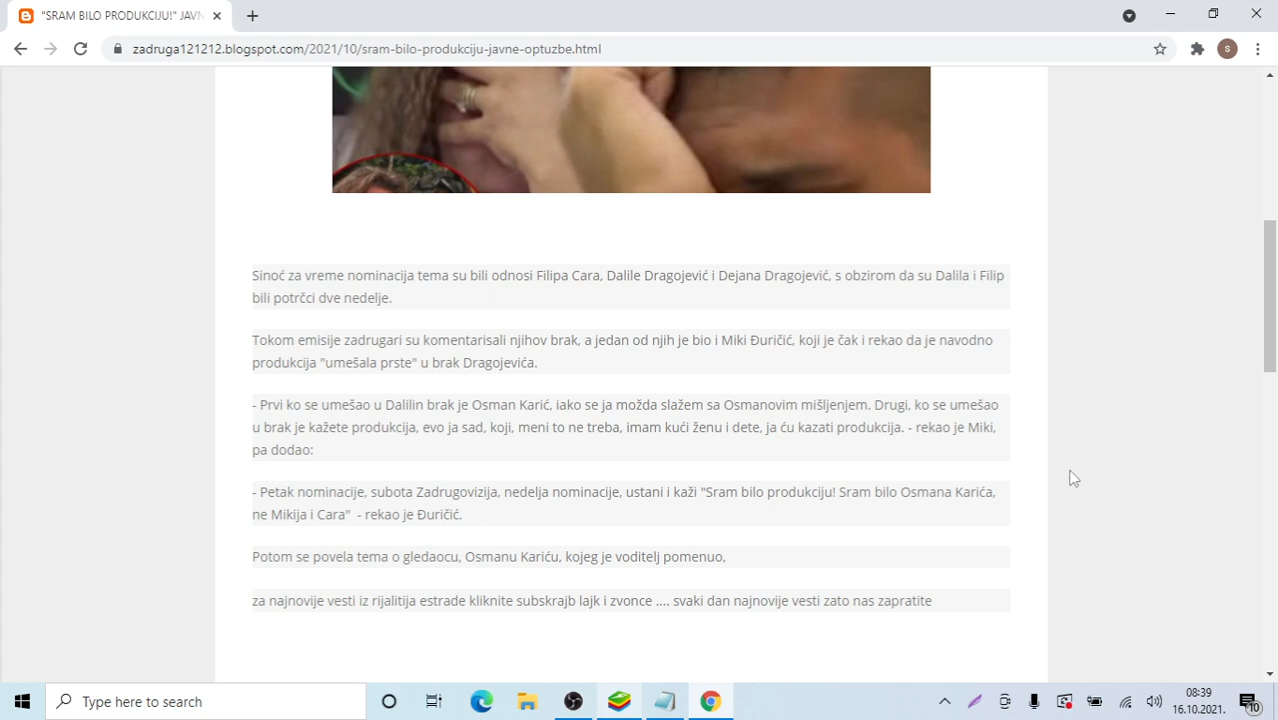 "SRAM BILO PRODUKCIJU!" JAVN
zadruga121212.blogspot.com/2021/10/sram-bilo-produkciju-javne-optuzbe.html
S
Sinoć za vreme nominacija tema su bili odnosi Filipa Cara, Dalile Dragojević i Dejana Dragojević, s obzirom da su Dalila i Filip
bili potrčci dve nedelje.
Tokom emisije zadrugari su komentarisali njihov brak, a jedan od njih je bio i Miki Đuričić, koji je čak i rekao da je navodno
produkcija "umešala prste" u brak Dragojevića.
- Prvi ko se umešao u Dalilin brak je Osman Karić, iako se ja možda slažem sa Osmanovim mišljenjem. Drugi, ko se umešao
u brak je kažete produkcija, evo ja sad, koji, meni to ne treba, imam kući ženu i dete, ja ću kazati produkcija. - rekao je Miki,
pa dodao:
- Petak nominacije, subota Zadrugovizija, nedelja nominacije, ustani i kaži "Sram bilo produkciju! Sram bilo Osmana Karića,
ne Mikija i Cara" - rekao je Đuričić.
Potom se povela tema o gledaocu, Osmanu Kariću, kojeg je voditelj pomenuo,
za najnovije vesti iz rijalitija estrade kliknite subskrajb lajk i zvonce .... svaki dan najnovije vesti zato nas zapratite
Type here to search
08:39
16.10.2021.
10